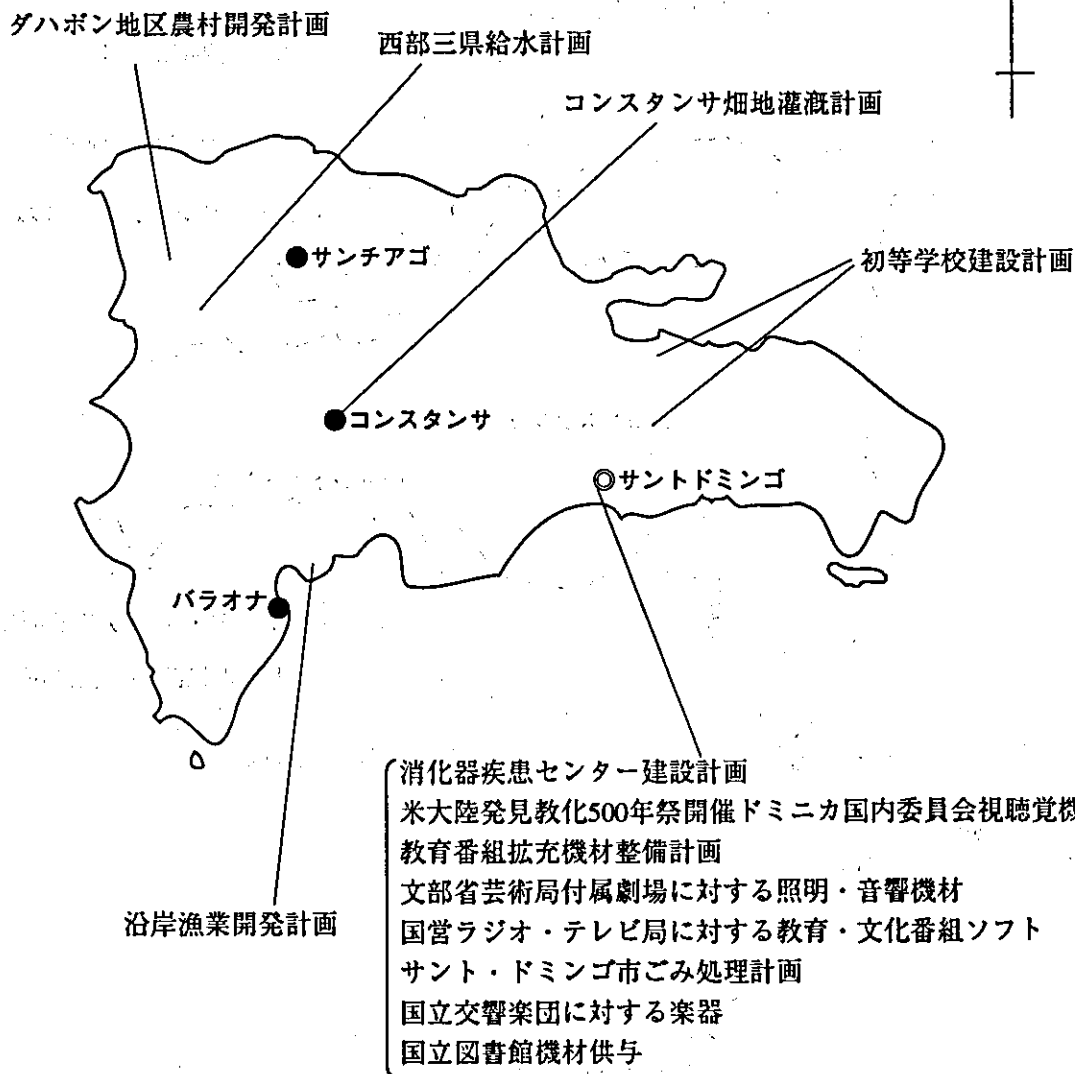 ダハボン地区農村開発計画
西部三県給水計画
コンスタンサ畑地灌漑計画
サンチアゴ
初等学校建設計画
コンスタンサ
サントドミンゴ
バラオナ
消化器疾患センター建設計画
米大陸発見教化500年祭開催ドミニカ国内委員会視聴覚機
教育番組拡充機材整備計画
文部省芸術局付属劇場に対する照明・音響機材
沿岸漁業開発計画
国営ラジオ・テレビ局に対する教育・文化番組ソフト
サント・ドミンゴ市ごみ処理計画
国立交響楽団に対する楽器
国立図書館機材供与